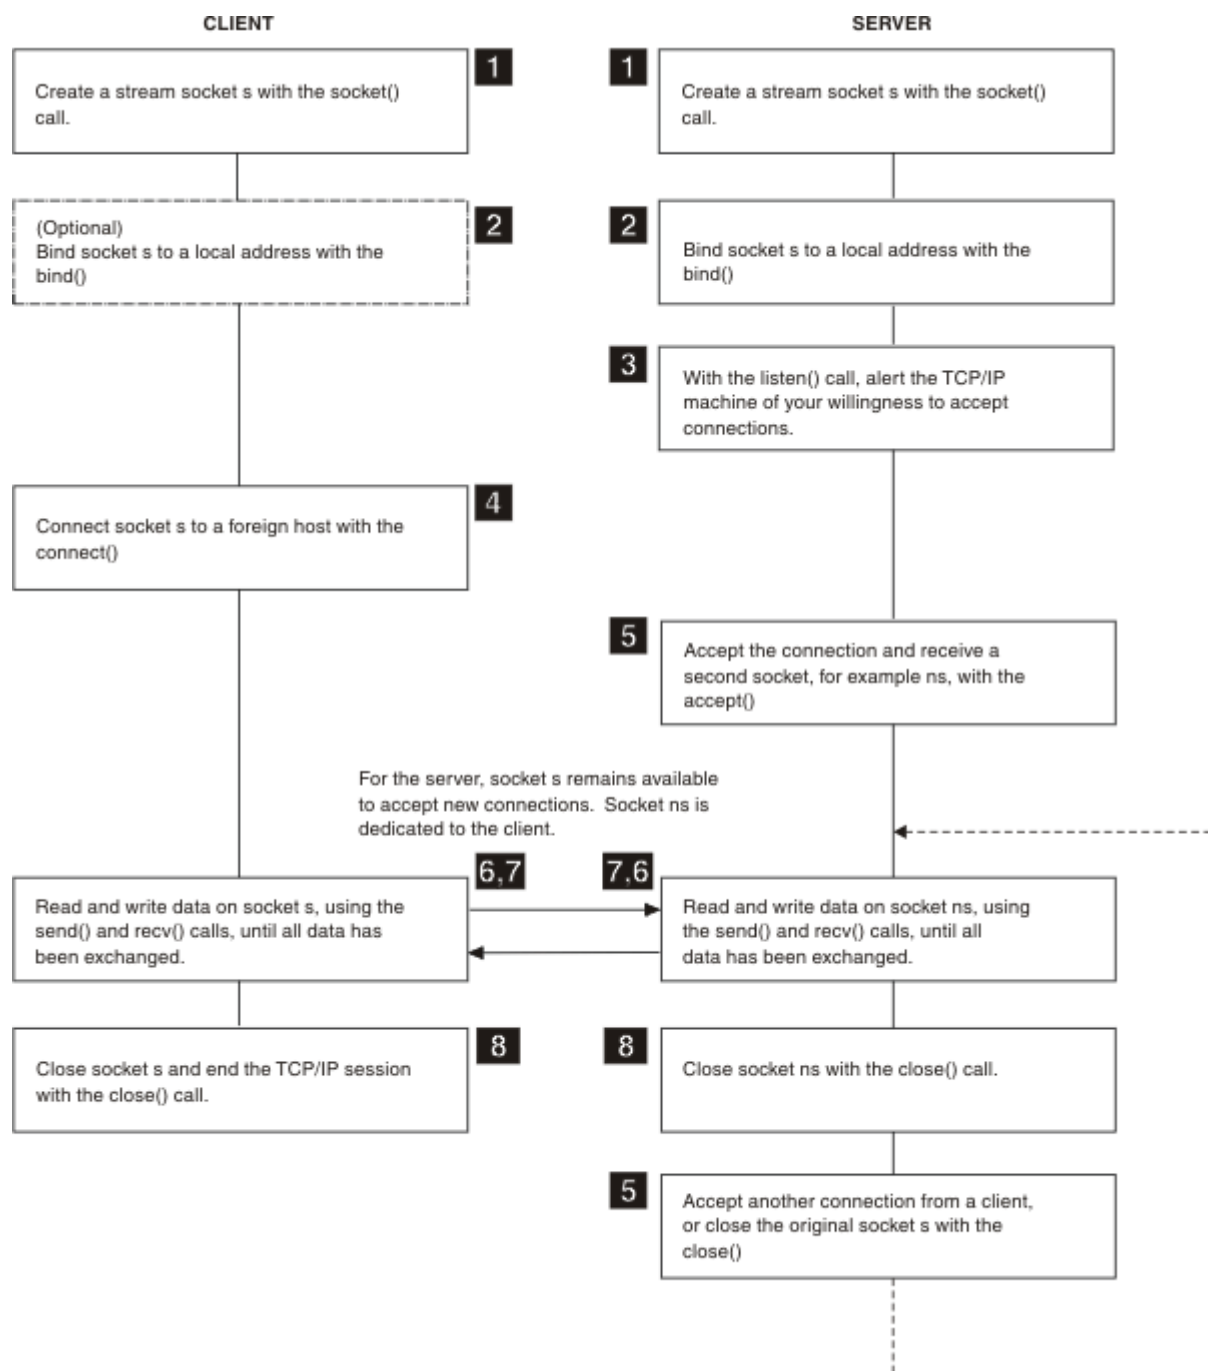 CLIENT
SERVER
1
1
Create a stream socket s with the socket()
call.
Create a stream socket s with the socket()
call.
2
2
(Optional)
Bind socket s to a local address with the
bind()
Bind socket s to a local address with the
bind()
3
With the listen() call, alert the TCP/IP
machine of your willingness to accept
connections.
4
Connect socket s to a foreign host with the
connect()
5
Accept the connection and receive a
second socket, for example ns, with the
accept()
For the server, socket s remains available
to accept new connections. Socket ns is
dedicated to the client.
6,7
7,6
Read and write data on socket s, using the
send() and recv() calls, until all data has
been exchanged.
Read and write data on socket ns, using
the send() and recv() calls, until all
data has been exchanged.
8
8
Close socket s and end the TCP/IP session
with the close() call.
Close socket ns with the close() call.
5
Accept another connection from a client,
or close the original socket s with the
close()